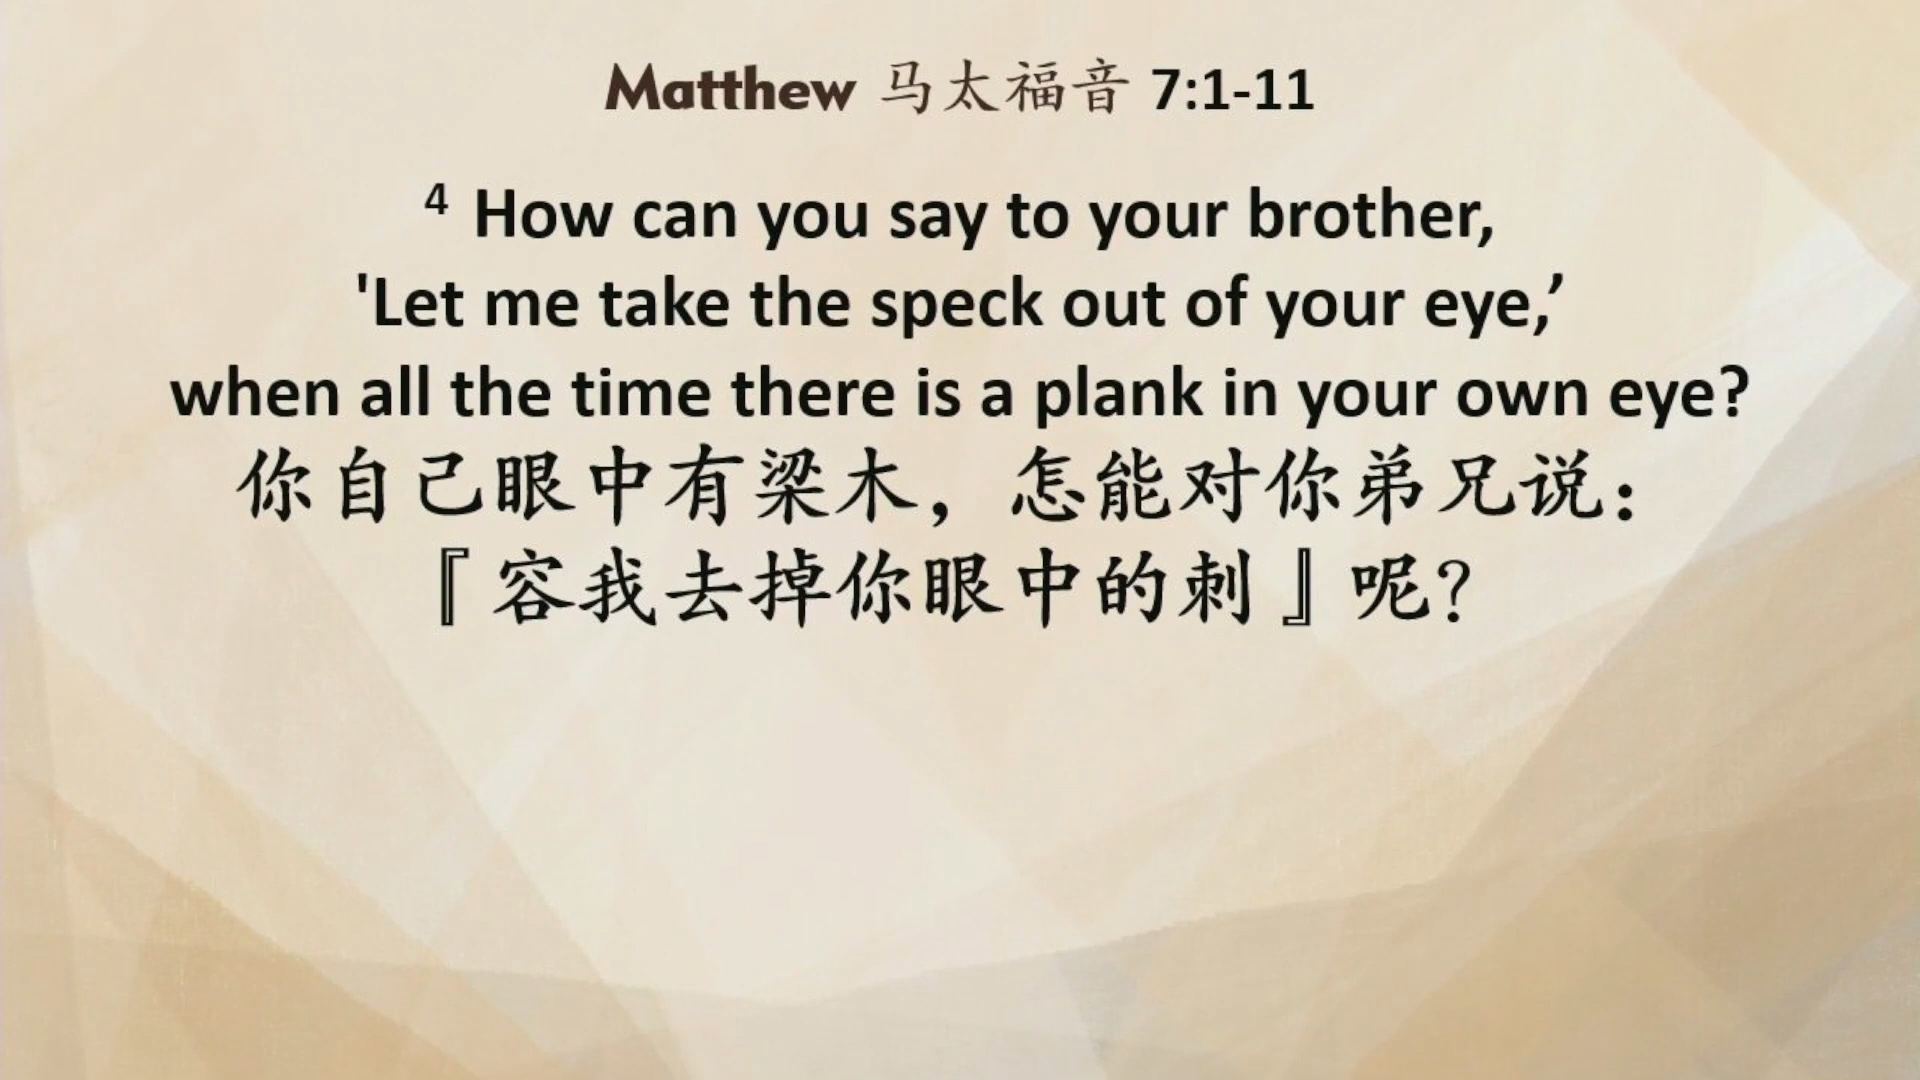 Matthew 马太福音 7:1-11
4 How can you say to your brother,
'Let me take the speck out of your eye,’
when all the time there is a plank in your own eye?
你自己眼中有梁木，怎能对你弟兄说：
『容我去掉你眼中的刺』呢？